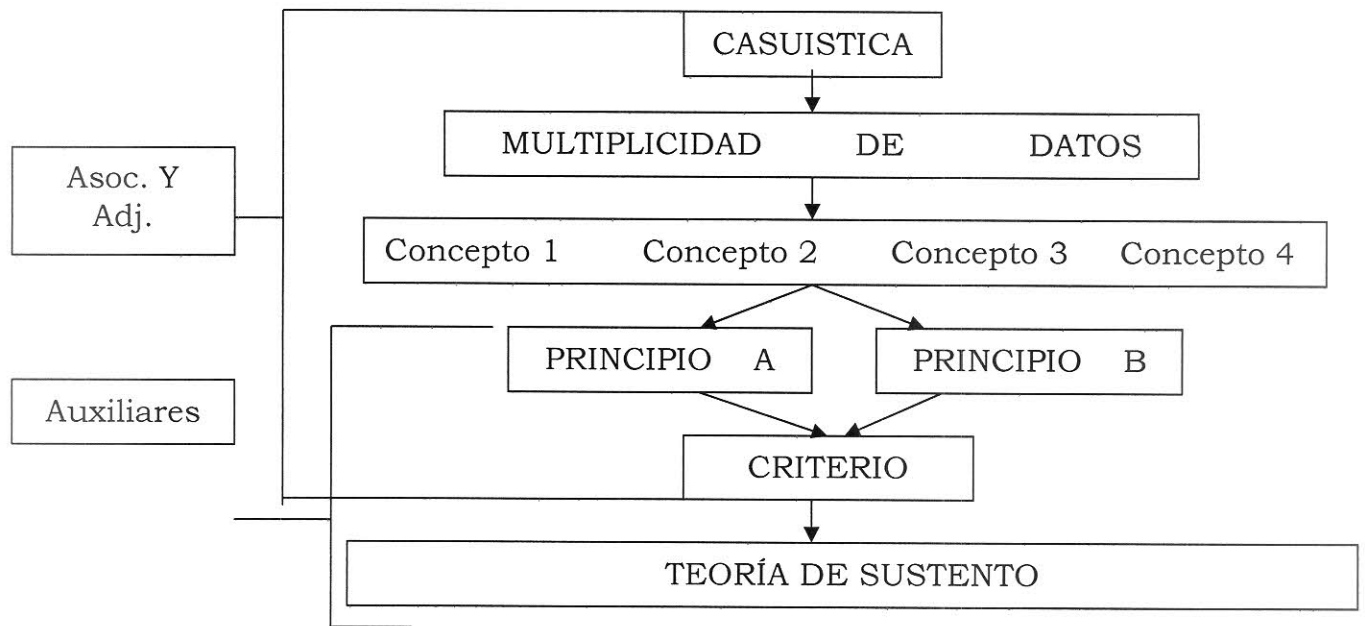 CASUISTICA
MULTIPLICIDAD DE DATOS
Asoc. Y
Adj.
Concepto 1 Concepto 2 Concepto 3 Concepto 4
PRINCIPIO A PRINCIPIO B
Auxiliares
CRITERIO
TEORÍA DE SUSTENTO